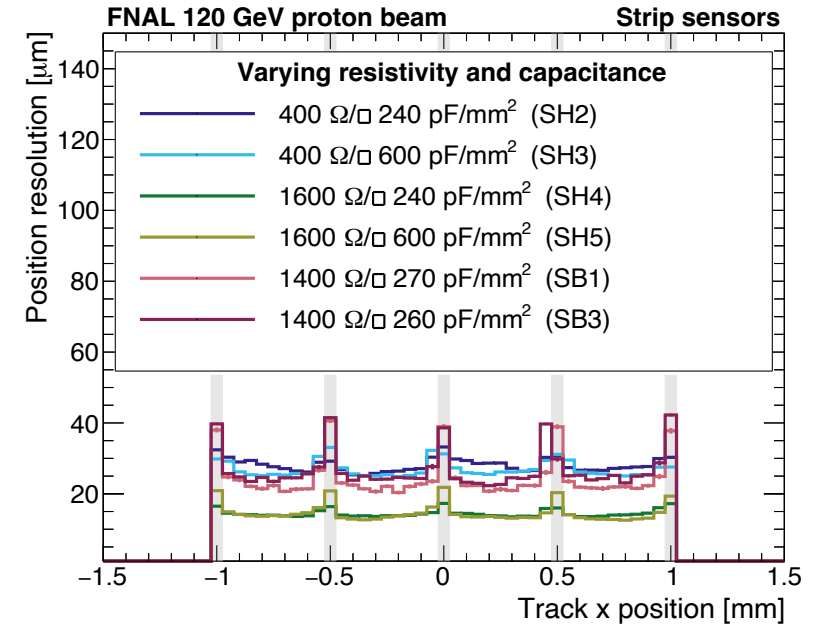 FNAL 120 GeV proton beam Strip sensors
Position resolution [μm]
Varying resistivity and capacitance
400 Ω/□ 240 pF/mm² (SH2)
400 Ω/□ 600 pF/mm² (SH3)
1600 Ω/□ 240 pF/mm² (SH4)
1600 Ω/□ 600 pF/mm² (SH5)
1400 Ω/□ 270 pF/mm² (SB1)
1400 Ω/□ 260 pF/mm² (SB3)
140
120
100
80
60
40
20
−1.5 −1 −0.5 0 0.5 1 1.5
Track x position [mm]